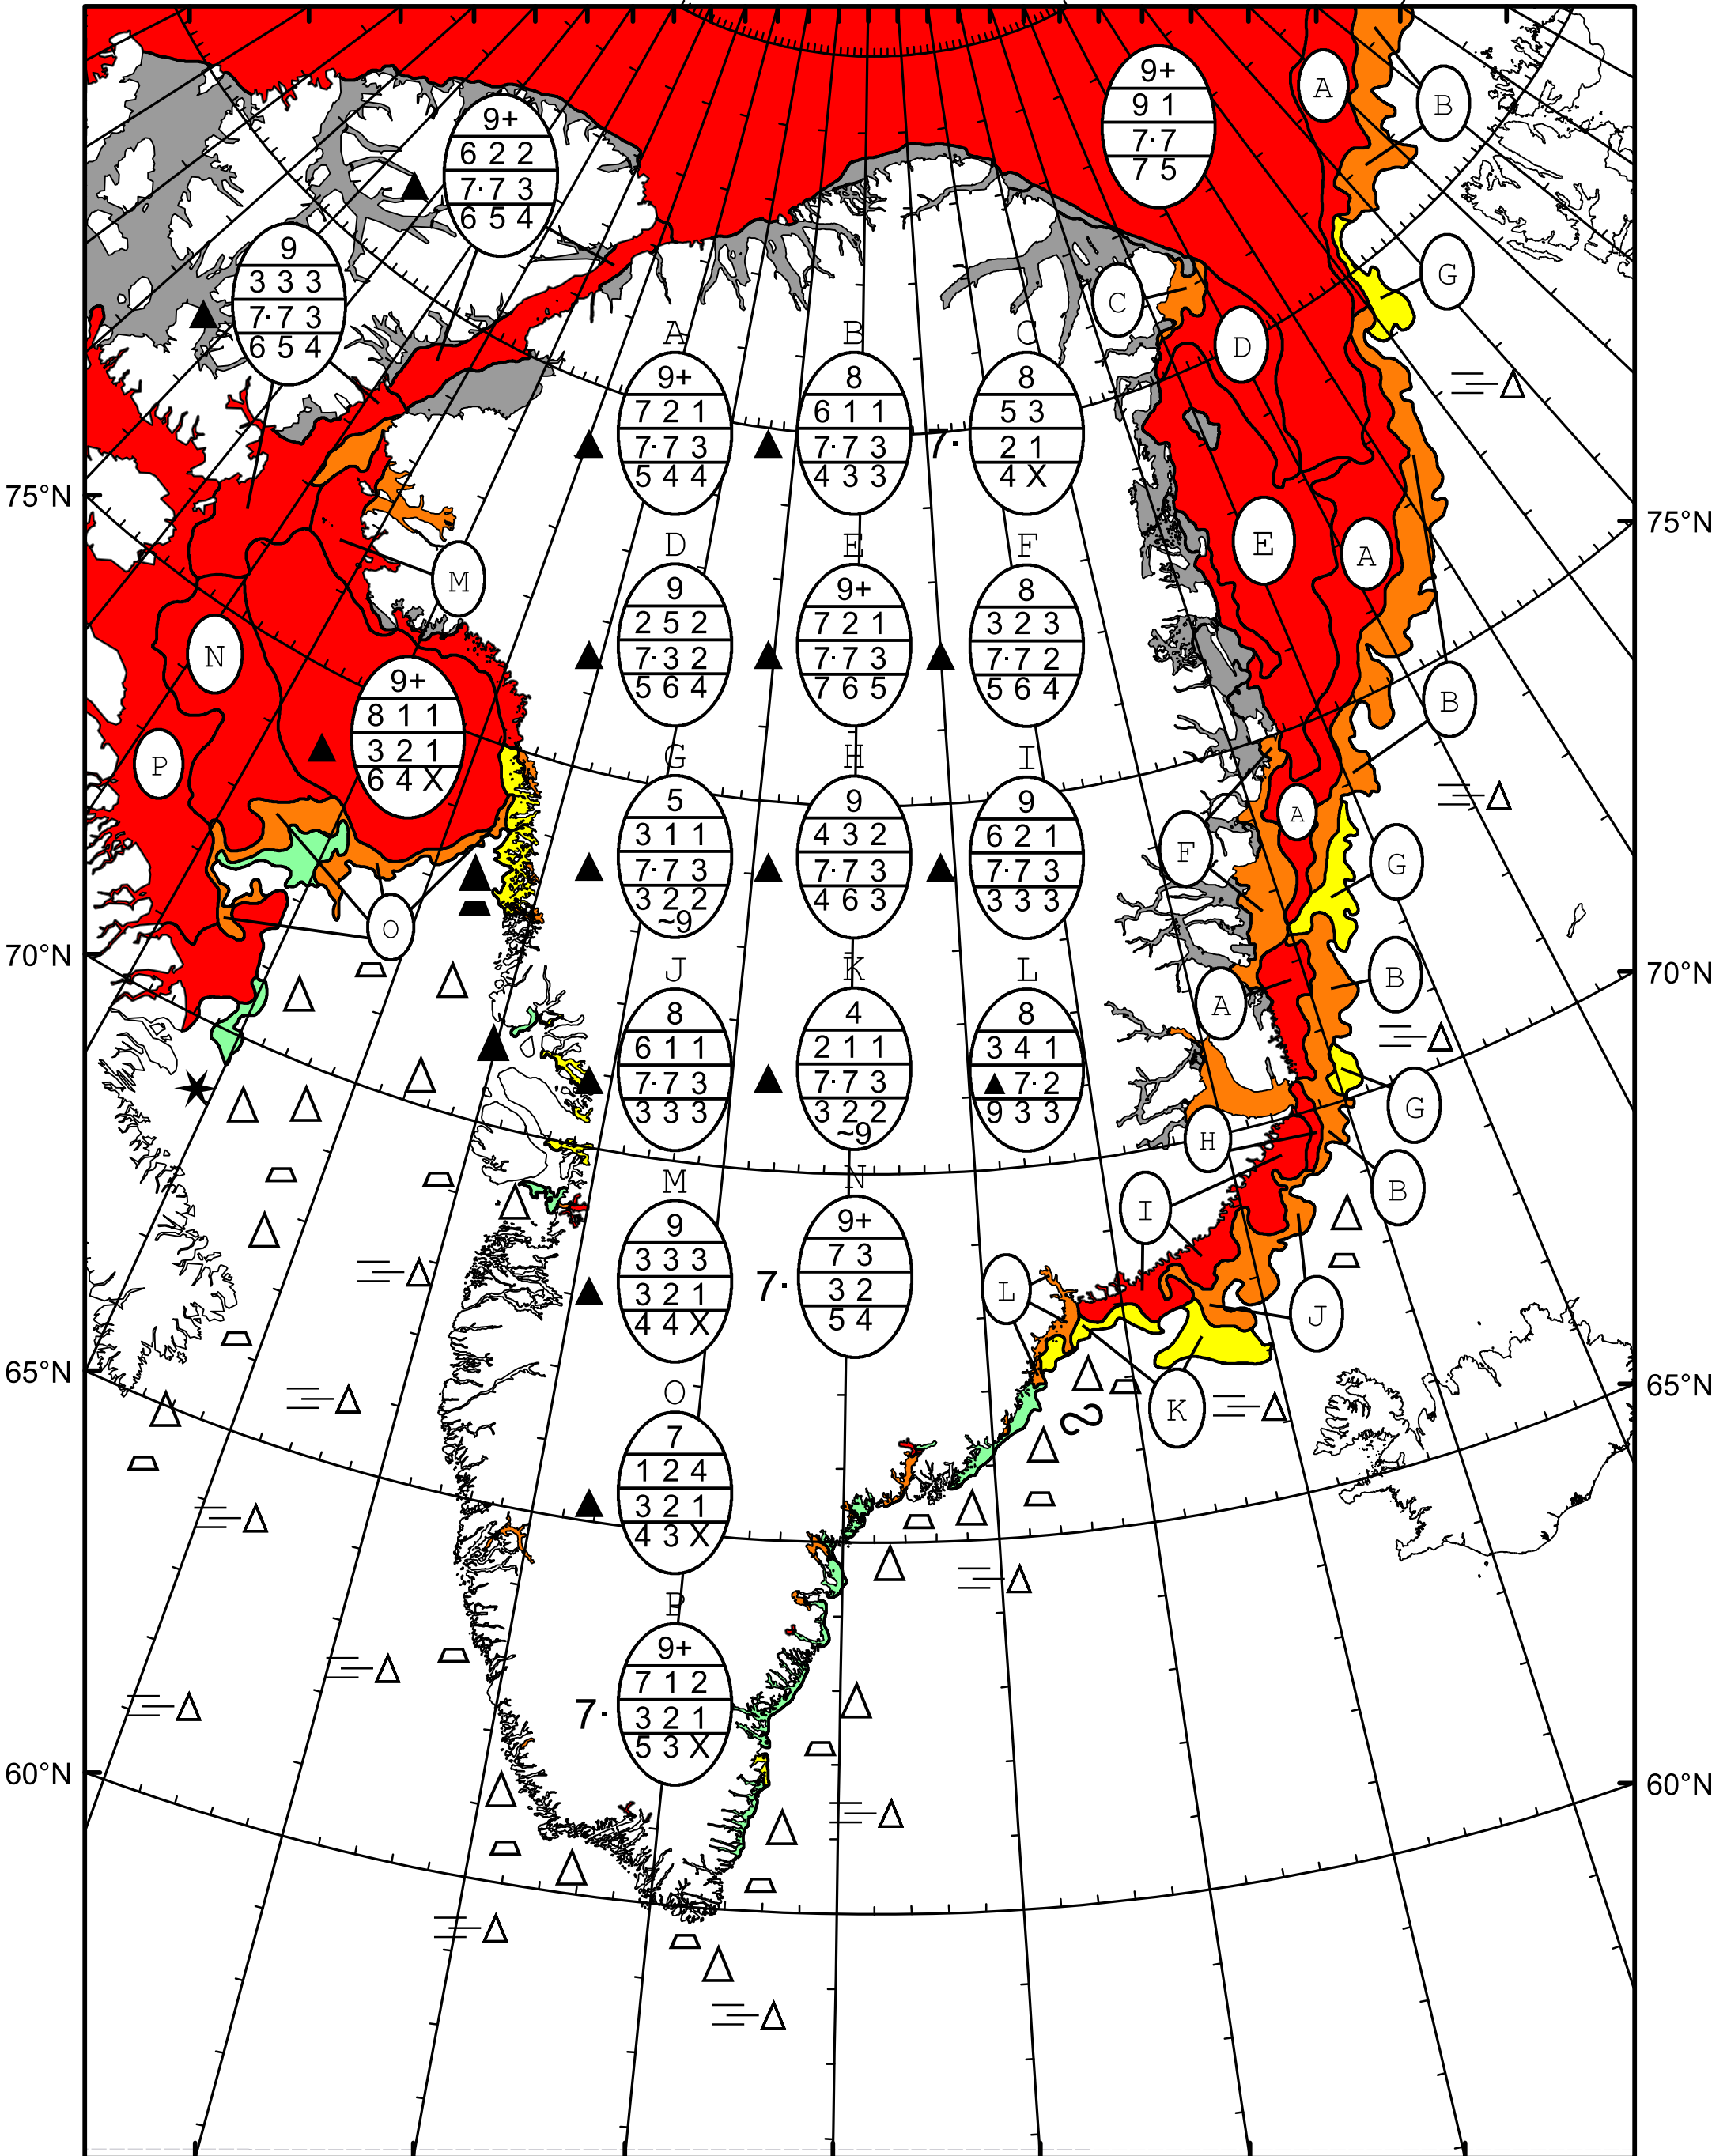 9+
9 1
7·7
7 5
A
B
9+
6 2 2
7·7 3
6 5 4
9
3 3 3
7·7 3
6 5 4
G
C
D
A
9+
7 2 1
7·7 3
5 4 4
B
8
6 1 1
7·7 3
4 3 3
C
7·
8
5 3
2 1
4 X
75°N
75°N
E
A
M
D
9
2 5 2
7·3 2
5 6 4
E
9+
7 2 1
7·7 3
7 6 5
F
8
3 2 3
7·7 2
5 6 4
N
9+
8 1 1
3 2 1
6 4 X
B
P
G
5
3 1 1
7·7 3
3 2 2
~9
H
9
4 3 2
7·7 3
4 6 3
I
9
6 2 1
7·7 3
3 3 3
A
F
G
O
70°N
70°N
B
A
J
8
6 1 1
7·7 3
3 3 3
K
4
2 1 1
7·7 3
3 2 2
~9
L
8
3 4 1
7·2
9 3 3
G
H
B
I
M
9
3 3 3
3 2 1
4 4 X
N
7·
9+
7 3
3 2
5 4
L
J
65°N
65°N
K
O
7
1 2 4
3 2 1
4 3 X
P
7·
9+
7 1 2
3 2 1
5 3 X
60°N
60°N